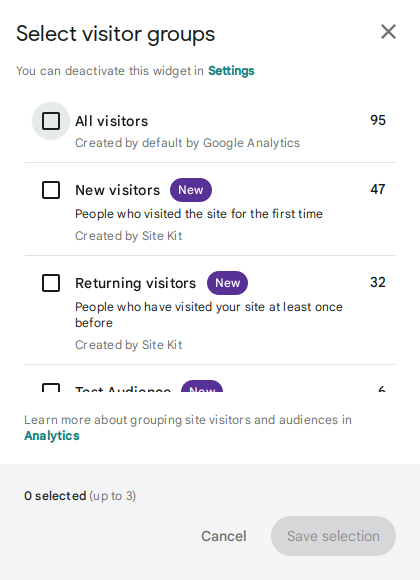 Select visitor groups
You can deactivate this widget in Settings
All visitors 95
Created by default by Google Analytics
New visitors New 47
People who visited the site for the first time
Created by Site Kit
Returning visitors New 32
People who have visited your site at least once
before
Created by Site Kit
Test Audience New 6
Learn more about grouping site visitors and audiences in
Analytics
0 selected (up to 3)
Cancel Save selection